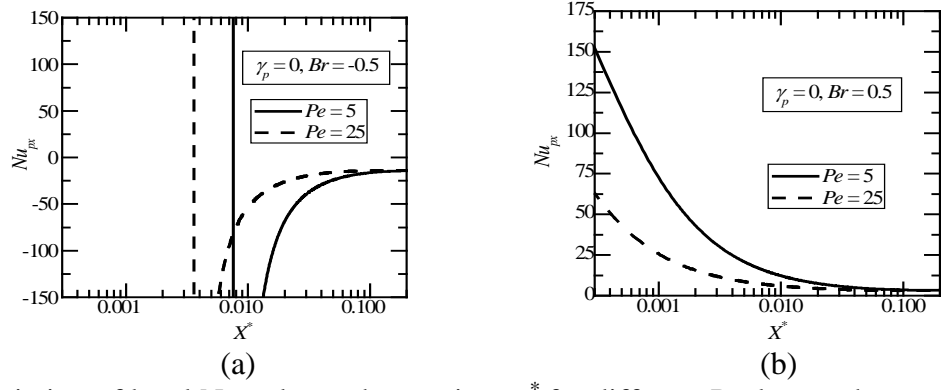 150
100
50
0
-50
-100
-150
Nu_px
γ_p = 0, Br = -0.5
Pe = 5
Pe = 25
0.001
0.010
0.100
X*
(a)
175
150
125
100
75
50
25
0
Nu_px
γ_p = 0, Br = 0.5
Pe = 5
Pe = 25
0.001
0.010
0.100
X*
(b)